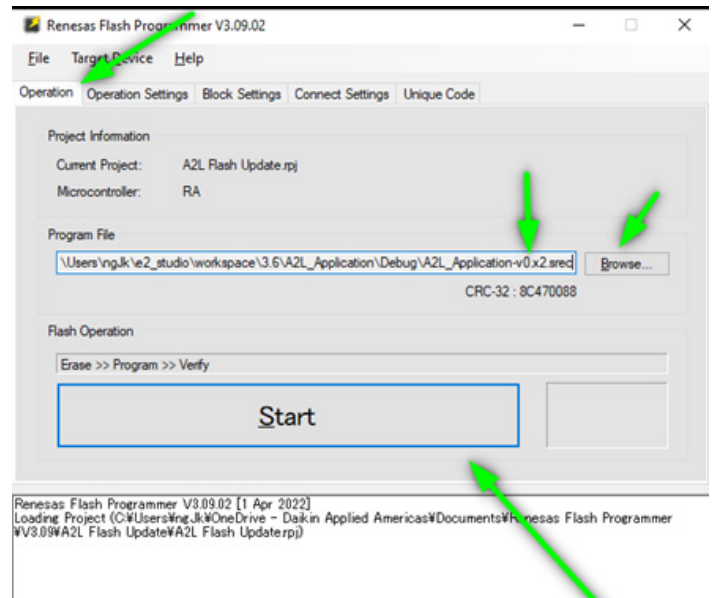 Renesas Flash Programmer V3.09.02
File Target Device Help
Operation Operation Settings Block Settings Connect Settings Unique Code
Project Information
Current Project: A2L Flash Update.rpj
Microcontroller: RA
Program File
\Users\ngJk\e2_studio\workspace\3.6\A2L_Application\Debug\A2L_Application-v0.x2.srec Browse...
CRC-32 : 8C470088
Flash Operation
Erase >> Program >> Verify
Start
Renesas Flash Programmer V3.09.02 [1 Apr 2022]
Loading Project (C:¥Users¥ngJk¥OneDrive - Daikin Applied Americas¥Documents¥Renesas Flash Programmer
¥V3.09¥A2L Flash Update¥A2L Flash Update.rpj)